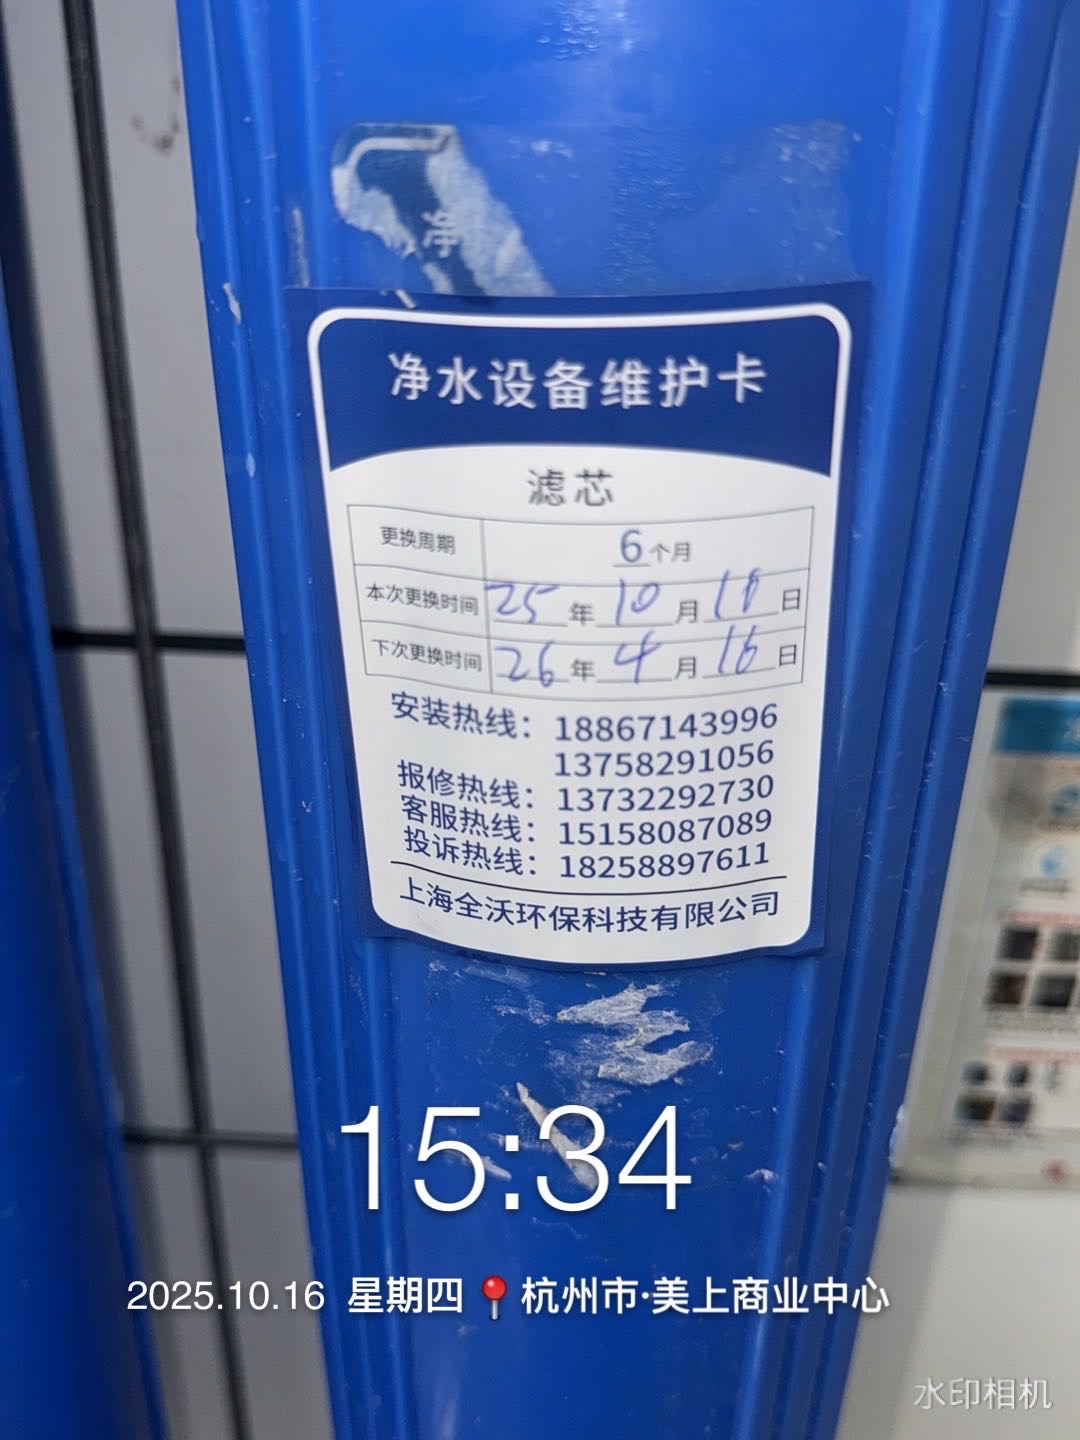 净
净水设备维护卡
滤芯
更换周期 6个月
本次更换时间 25年10月16日
下次更换时间 26年4月16日
安装热线：18867143996
13758291056
报修热线：13732292730
客服热线：15158087089
投诉热线：18258897611
上海全沃环保科技有限公司
15:34
2025.10.16 星期四 📍杭州市·美上商业中心
水印相机